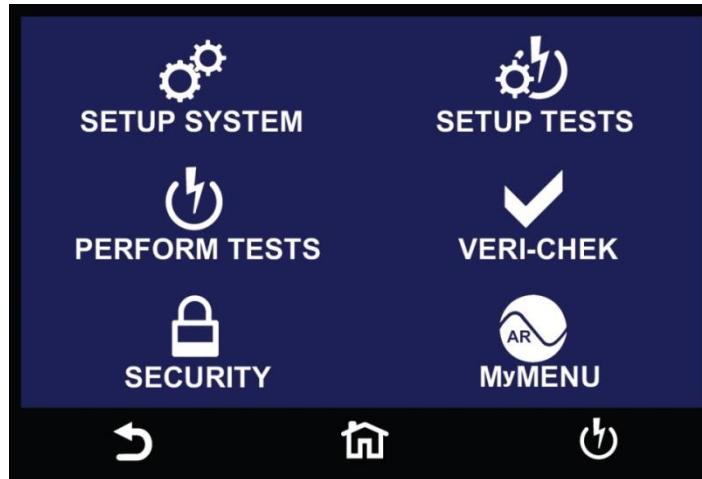 SETUP SYSTEM
SETUP TESTS
PERFORM TESTS
VERI-CHEK
SECURITY
AR
MyMENU